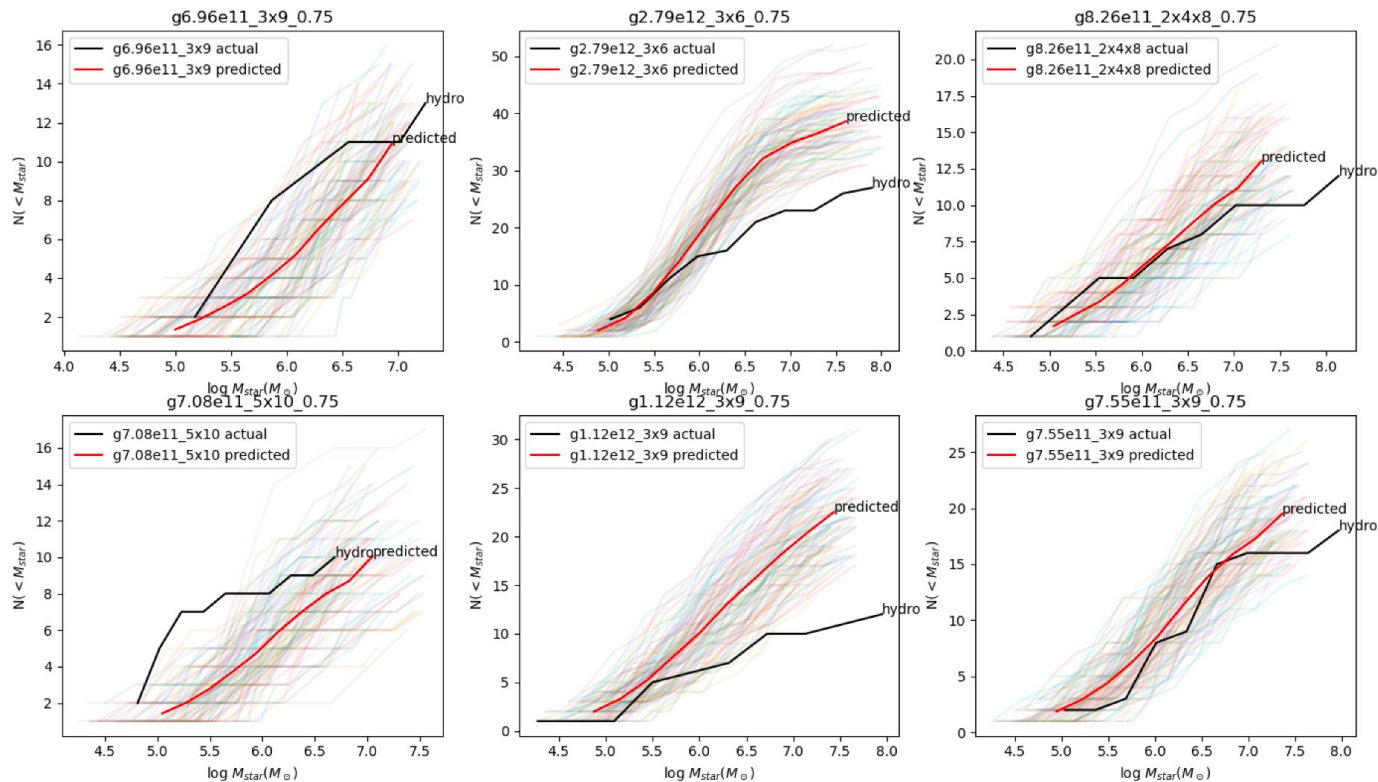 g6.96e11_3x9_0.75
g6.96e11_3x9 actual
g6.96e11_3x9 predicted
hydro
predicted
N( < M_star)
16
14
12
10
8
6
4
2
4.0 4.5 5.0 5.5 6.0 6.5 7.0
log M_star(M_⊙)
g2.79e12_3x6_0.75
g2.79e12_3x6 actual
g2.79e12_3x6 predicted
predicted
hydro
N( < M_star)
50
40
30
20
10
0
4.5 5.0 5.5 6.0 6.5 7.0 7.5 8.0
log M_star(M_⊙)
g8.26e11_2x4x8_0.75
g8.26e11_2x4x8 actual
g8.26e11_2x4x8 predicted
predicted
hydro
N( < M_star)
20.0
17.5
15.0
12.5
10.0
7.5
5.0
2.5
0.0
4.5 5.0 5.5 6.0 6.5 7.0 7.5 8.0
log M_star(M_⊙)
g7.08e11_5x10_0.75
g7.08e11_5x10 actual
g7.08e11_5x10 predicted
hydro
predicted
N( < M_star)
16
14
12
10
8
6
4
2
4.5 5.0 5.5 6.0 6.5 7.0 7.5
log M_star(M_⊙)
g1.12e12_3x9_0.75
g1.12e12_3x9 actual
g1.12e12_3x9 predicted
predicted
hydro
N( < M_star)
30
25
20
15
10
5
0
4.5 5.0 5.5 6.0 6.5 7.0 7.5 8.0
log M_star(M_⊙)
g7.55e11_3x9_0.75
g7.55e11_3x9 actual
g7.55e11_3x9 predicted
predicted
hydro
N( < M_star)
25
20
15
10
5
0
4.5 5.0 5.5 6.0 6.5 7.0 7.5 8.0
log M_star(M_⊙)